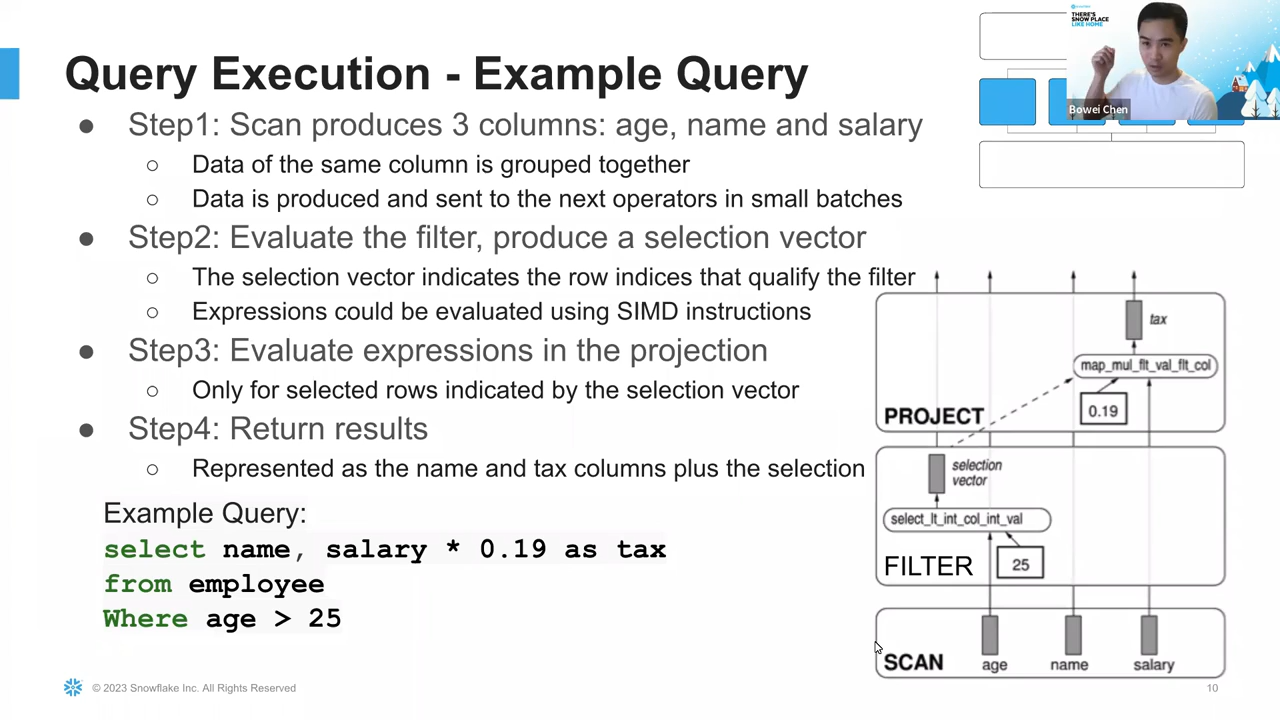 Query Execution - Example Query
THERE'S
SNOW PLACE
LIKE HOME
Bowei Chen
● Step1: Scan produces 3 columns: age, name and salary
○ Data of the same column is grouped together
○ Data is produced and sent to the next operators in small batches
● Step2: Evaluate the filter, produce a selection vector
○ The selection vector indicates the row indices that qualify the filter
○ Expressions could be evaluated using SIMD instructions
● Step3: Evaluate expressions in the projection
○ Only for selected rows indicated by the selection vector
● Step4: Return results
○ Represented as the name and tax columns plus the selection
Example Query:
select name, salary * 0.19 as tax
from employee
Where age > 25
tax
map_mul_flt_val_flt_col
0.19
PROJECT
selection
vector
select_lt_int_col_int_val
25
FILTER
SCAN
age
name
salary
© 2023 Snowflake Inc. All Rights Reserved
10